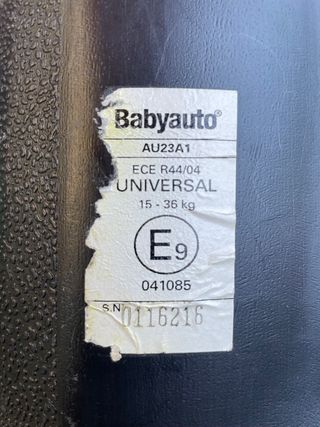 Babyauto®
AU23A1
ECE R44/04
UNIVERSAL
15 - 36 kg
E9
041085
S.N
0116216